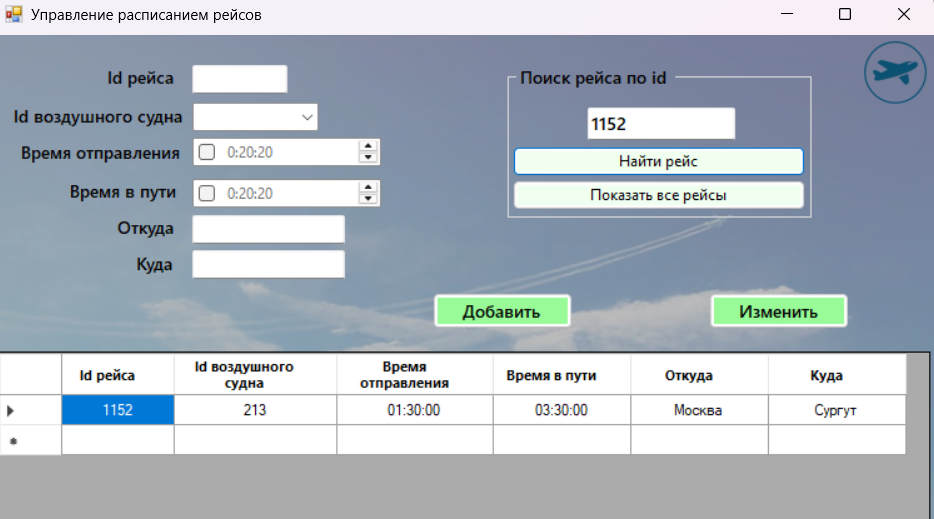 Управление расписанием рейсов
Id рейса
Id воздушного судна
Время отправления
0:20:20
Время в пути
0:20:20
Откуда
Куда
Поиск рейса по id
1152
Найти рейс
Показать все рейсы
Добавить
Изменить
Id рейса
Id воздушного
судна
Время
отправления
Время в пути
Откуда
Куда
1152
213
01:30:00
03:30:00
Москва
Сургут